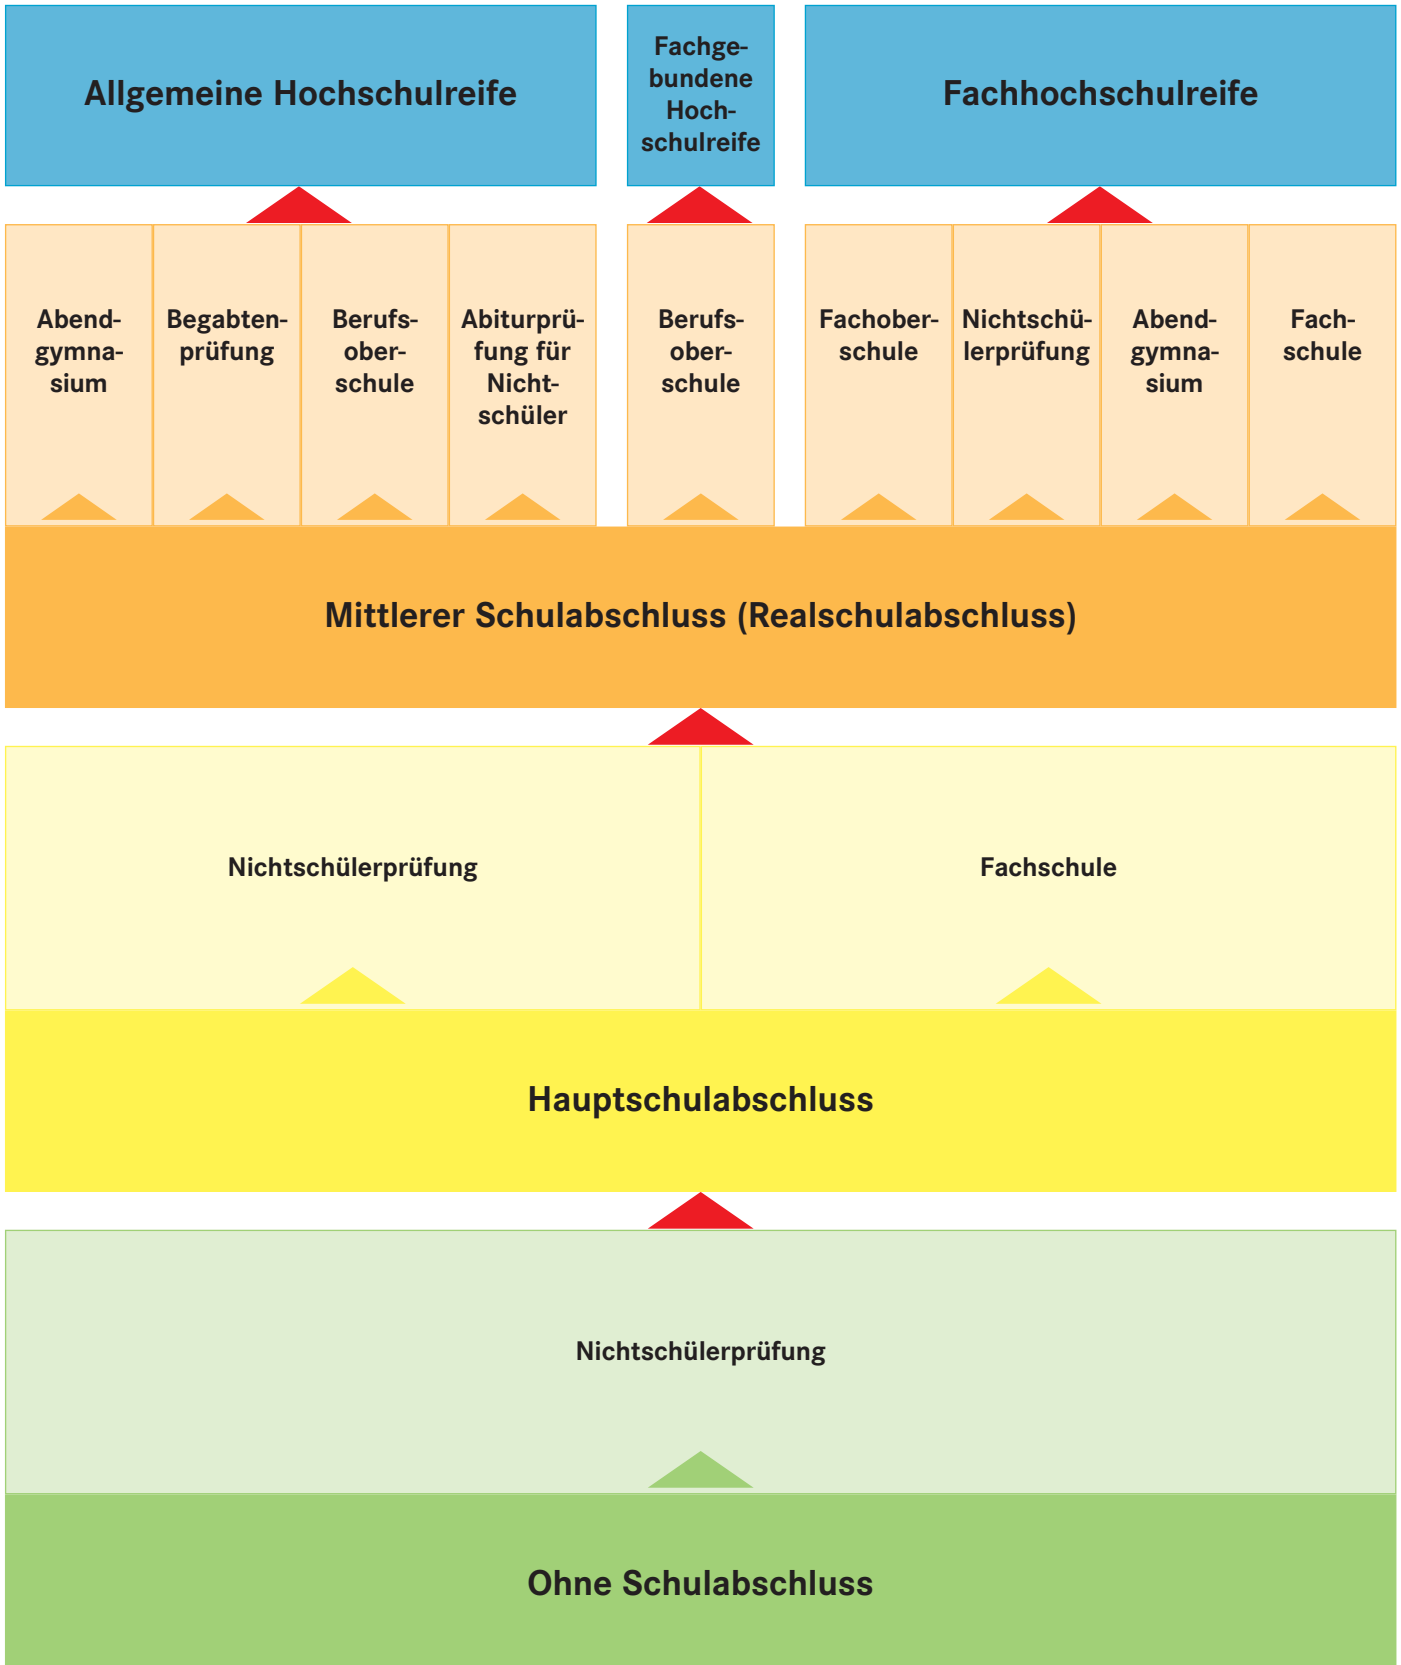 Allgemeine Hochschulreife
Fachge-
bundene
Hoch-
schulreife
Fachhochschulreife
Abend-
gymna-
sium
Begabten-
prüfung
Berufs-
ober-
schule
Abiturprü-
fung für
Nicht-
schüler
Berufs-
ober-
schule
Fachober-
schule
Nichtschü-
lerprüfung
Abend-
gymna-
sium
Fach-
schule
Mittlerer Schulabschluss (Realschulabschluss)
Nichtschülerprüfung
Fachschule
Hauptschulabschluss
Nichtschülerprüfung
Ohne Schulabschluss